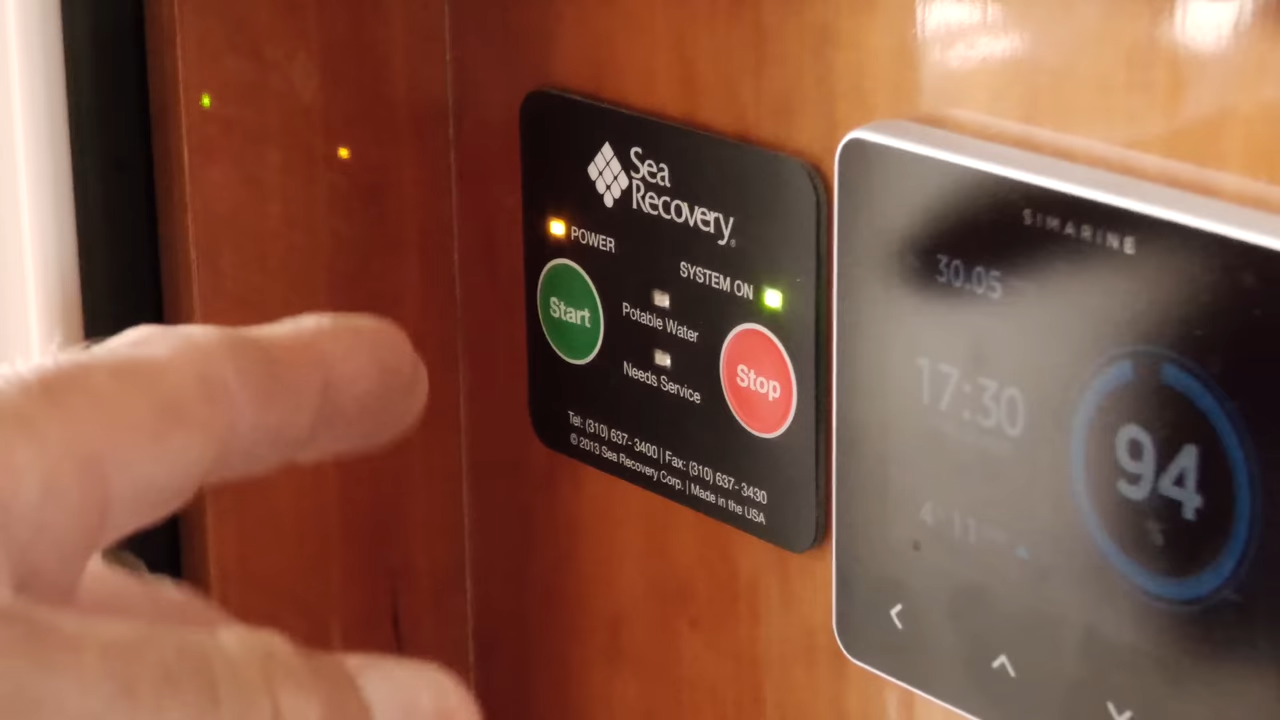 Sea
Recovery®
POWER
SYSTEM ON
Start
Potable Water
Needs Service
Stop
Tel: (310) 637-3400 | Fax: (310) 637-3430
© 2013 Sea Recovery Corp. | Made in the USA
SIMARINE
30.05
17:30
94
%